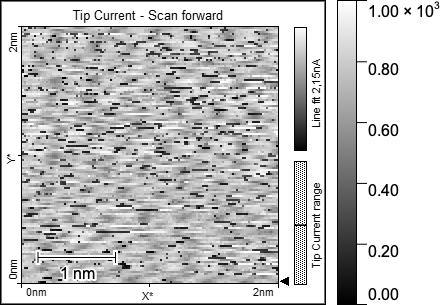 Tip Current - Scan forward
2nm
Y*
0nm
1 nm
0nm
X*
2nm
Line fit 2,15nA
Tip Current range
1.00 × 10³
0.80
0.60
0.40
0.20
0.00